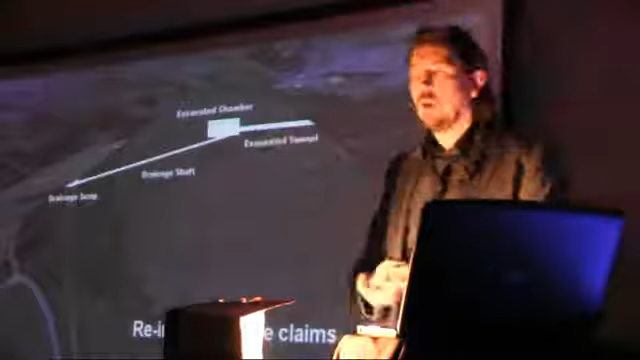 Excavated Chamber
Excavated Tunnel
Drainage Shaft
Drainage Sump
claims